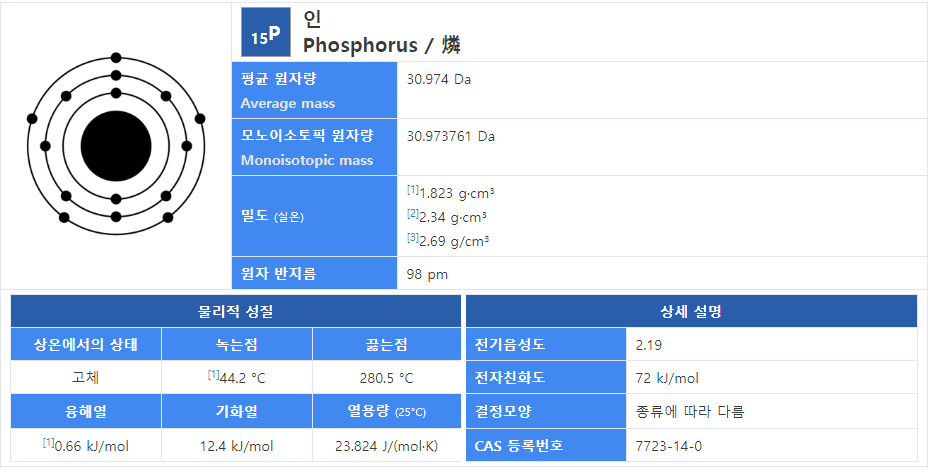 15P
인
Phosphorus / 燐
평균 원자량
Average mass
30.974 Da
모노이소토픽 원자량
Monoisotopic mass
30.973761 Da
밀도 (실온)
[1]1.823 g·cm³
[2]2.34 g·cm³
[3]2.69 g/cm³
원자 반지름
98 pm
물리적 성질
상온에서의 상태 녹는점 끓는점
고체 [1]44.2 °C 280.5 °C
융해열 기화열 열용량 (25°C)
[1]0.66 kJ/mol 12.4 kJ/mol 23.824 J/(mol·K)
상세 설명
전기음성도 2.19
전자친화도 72 kJ/mol
결정모양 종류에 따라 다름
CAS 등록번호 7723-14-0